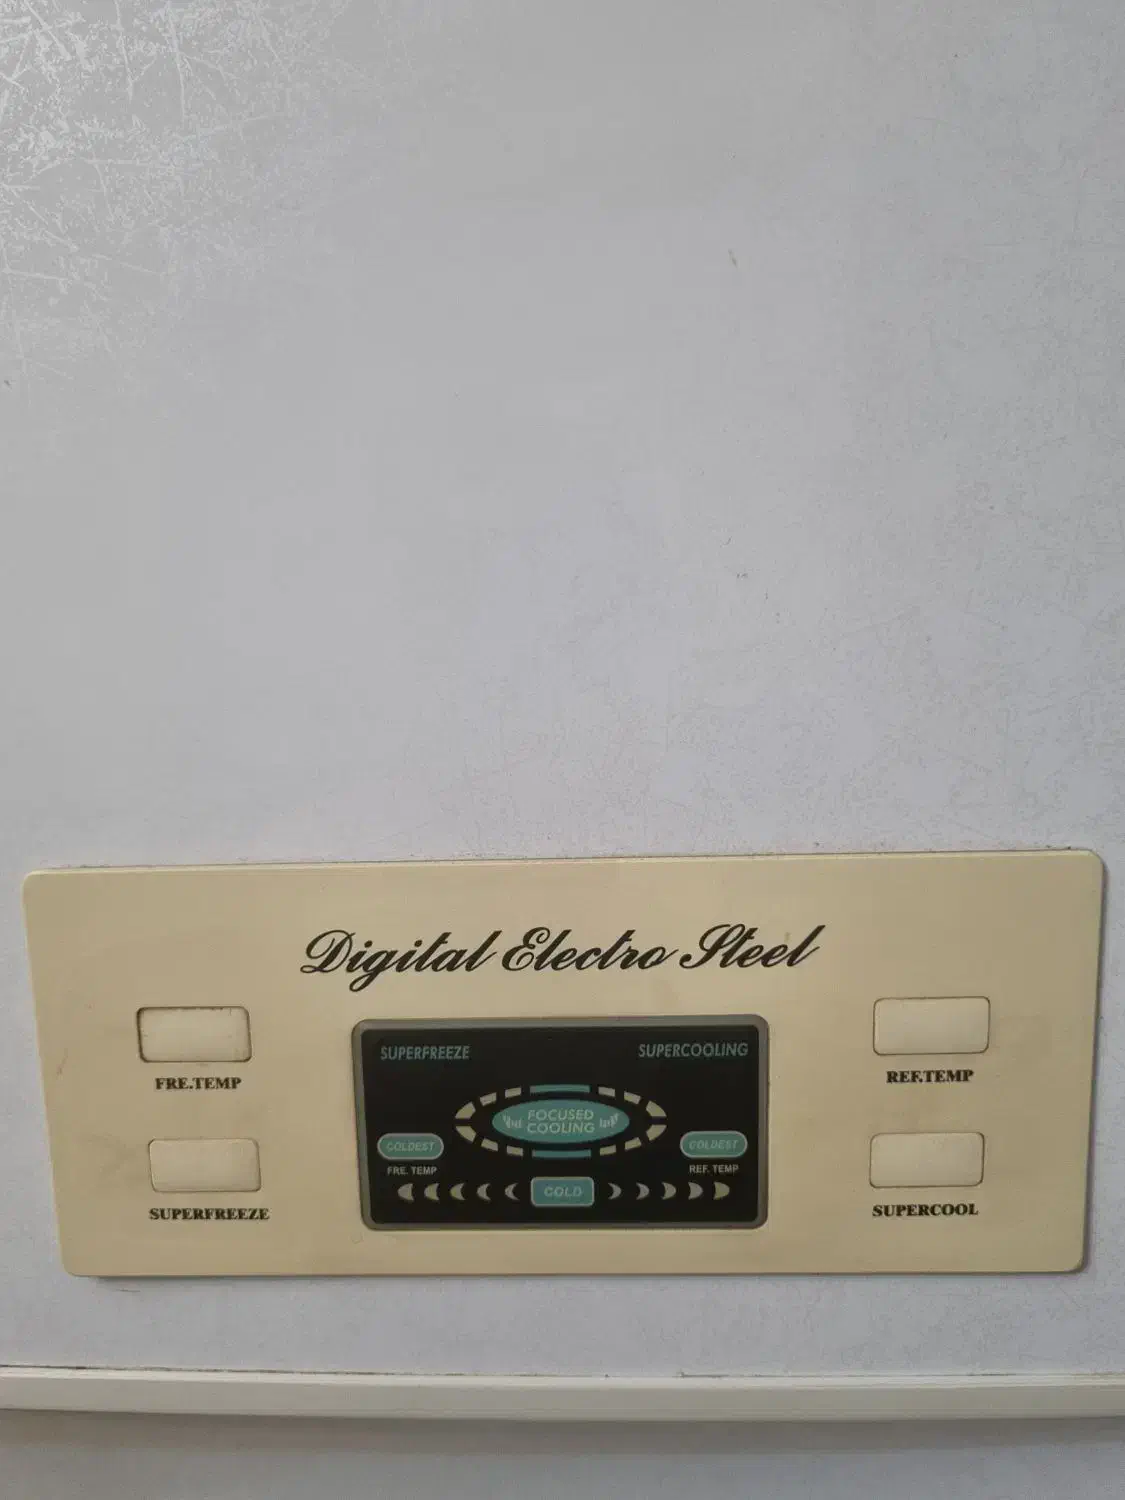 Digital Electro Steel
FRE.TEMP
REF.TEMP
SUPERFREEZE
SUPERCOOL
SUPERFREEZE
SUPERCOOLING
FOCUSED
COOLING
COLDEST
COLDEST
FRE. TEMP
REF. TEMP
COLD